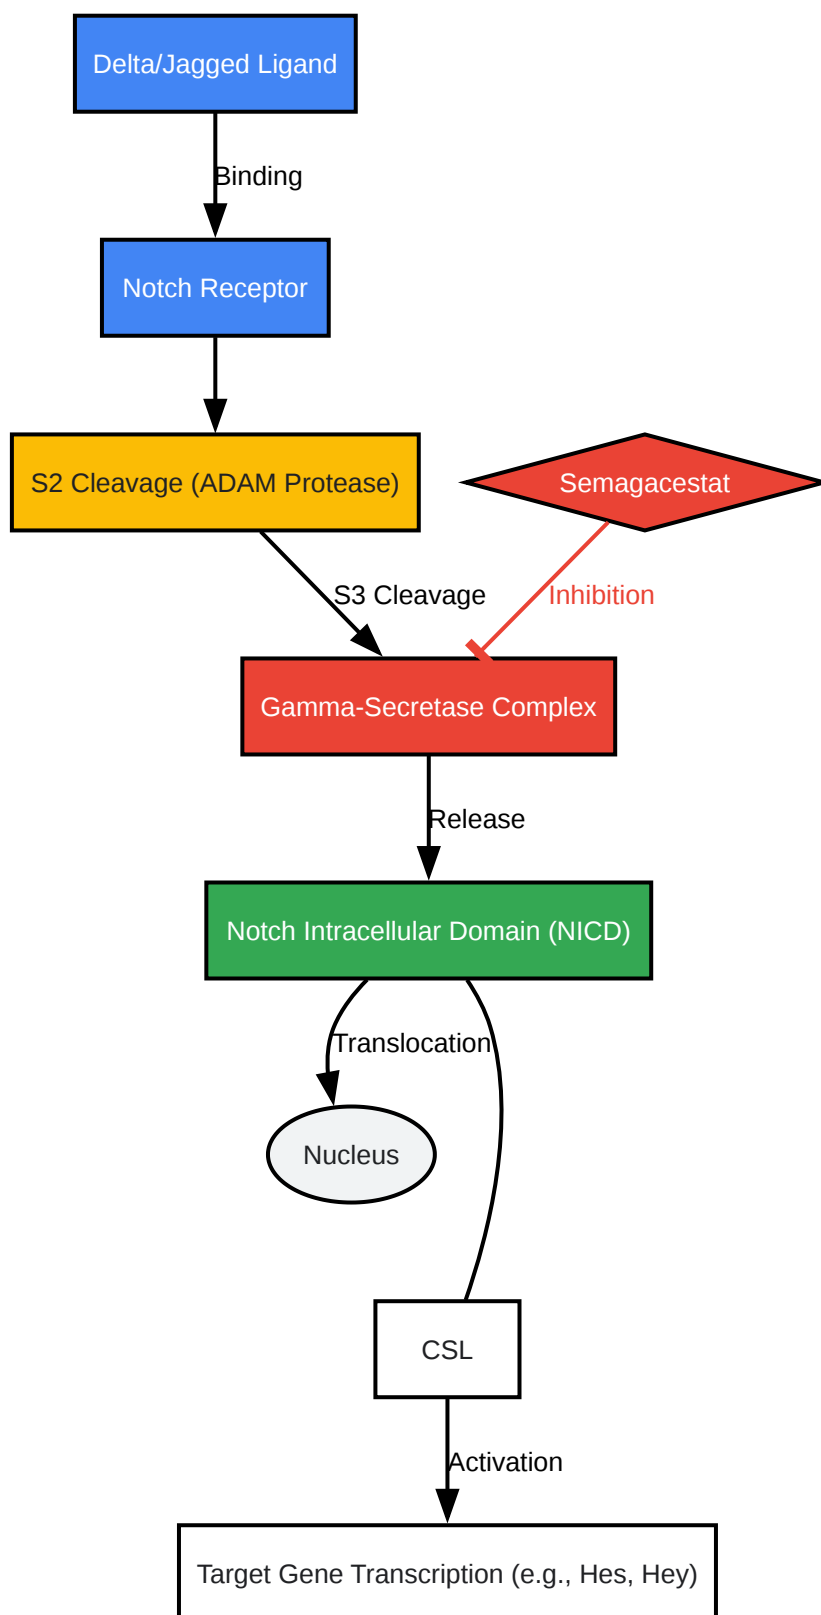 Delta/Jagged Ligand
Binding
Notch Receptor
S2 Cleavage (ADAM Protease)
Semagacestat
S3 Cleavage
Inhibition
Gamma-Secretase Complex
Release
Notch Intracellular Domain (NICD)
Translocation
Nucleus
CSL
Activation
Target Gene Transcription (e.g., Hes, Hey)